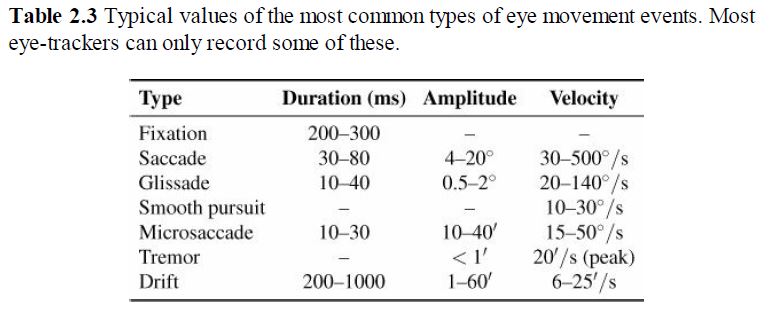 Table 2.3 Typical values of the most common types of eye movement events. Most
eye-trackers can only record some of these.
Type Duration (ms) Amplitude Velocity
Fixation 200–300 – –
Saccade 30–80 4–20° 30–500°/s
Glissade 10–40 0.5–2° 20–140°/s
Smooth pursuit – – 10–30°/s
Microsaccade 10–30 10–40′ 15–50°/s
Tremor – < 1′ 20′/s (peak)
Drift 200–1000 1–60′ 6–25′/s